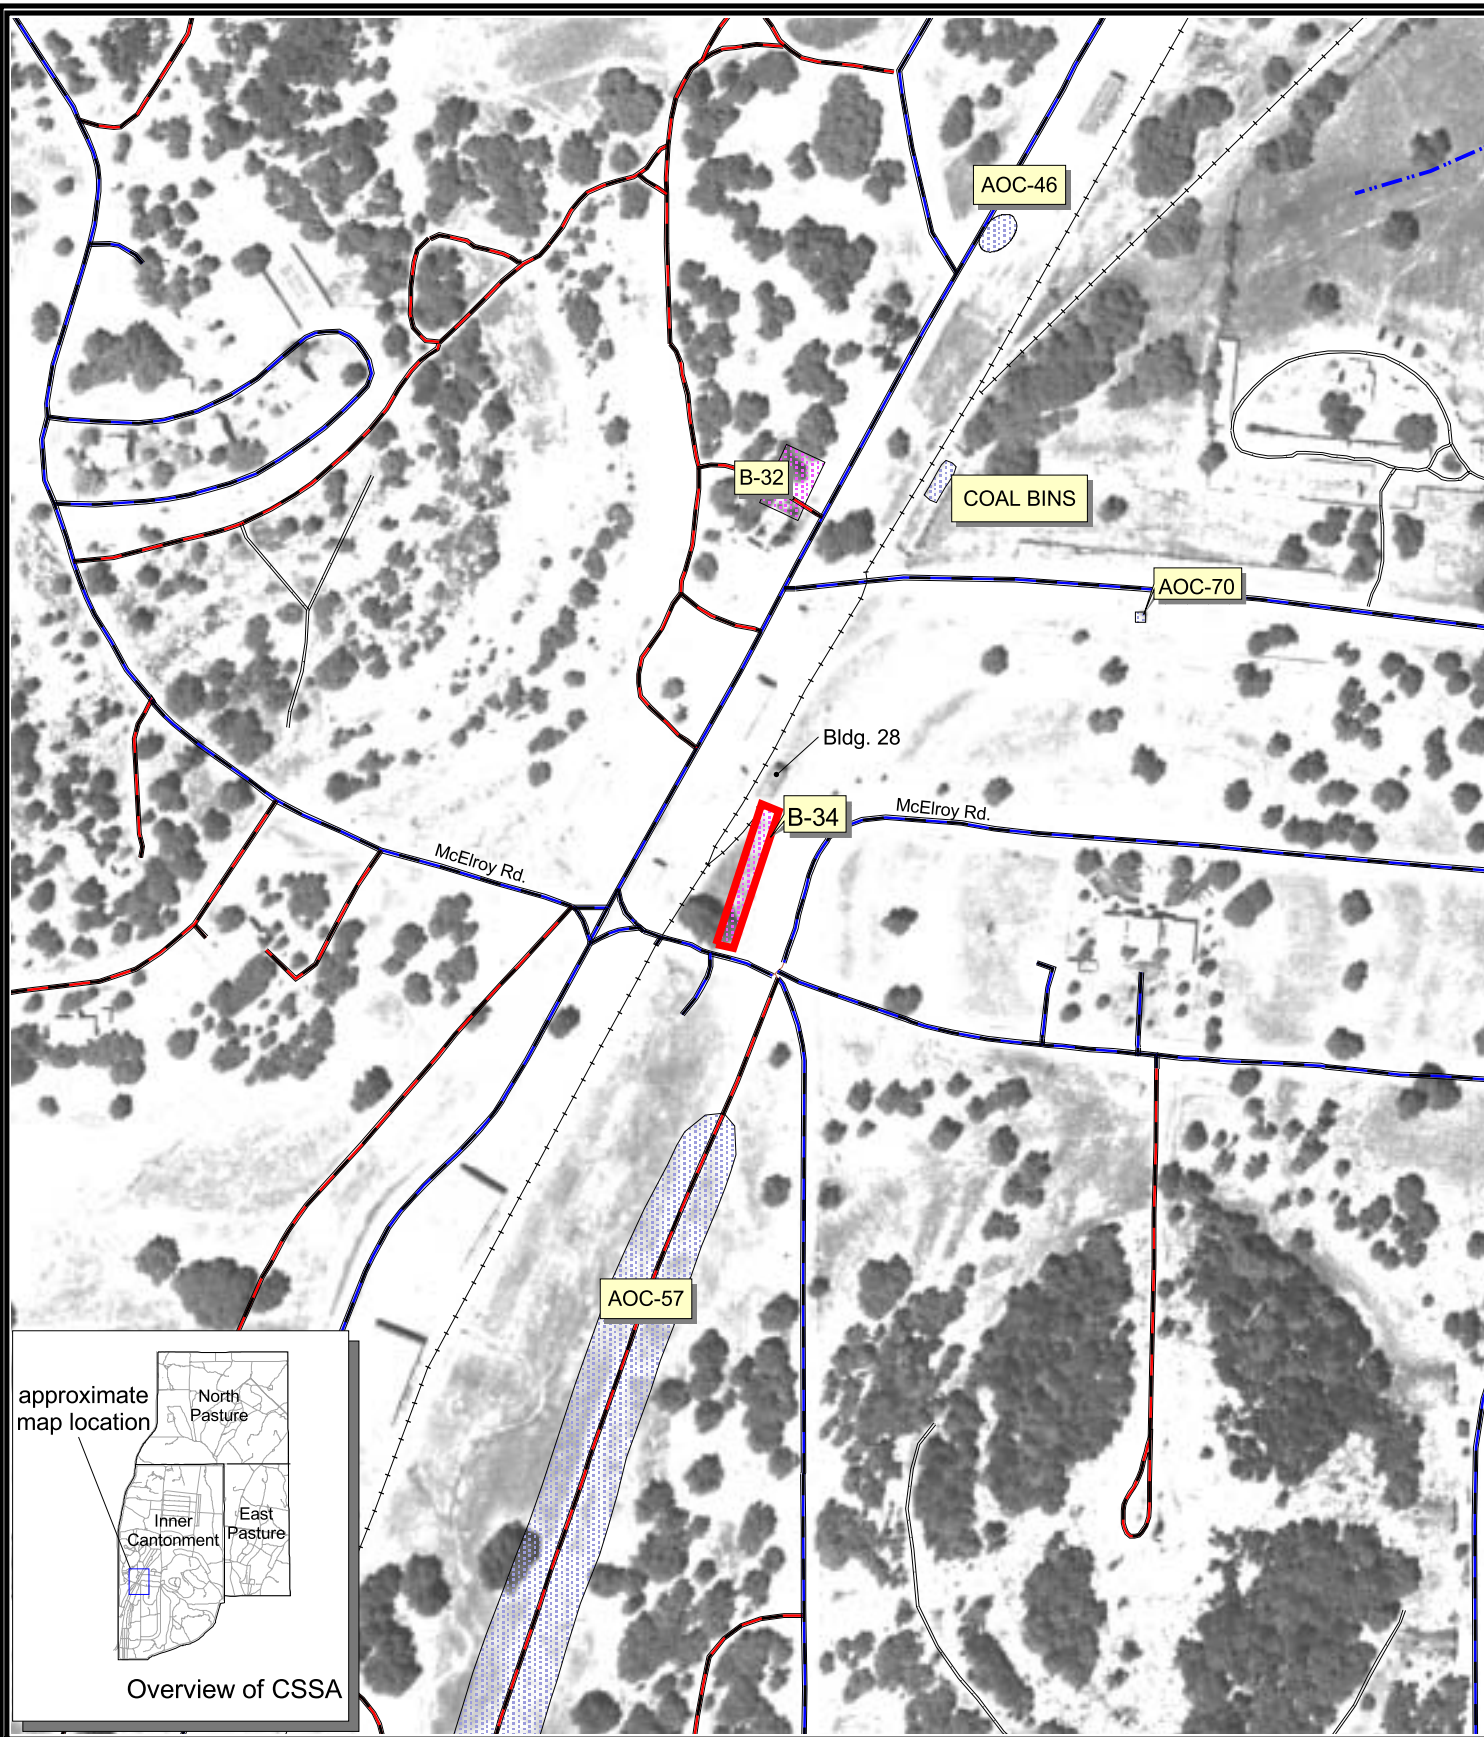 AOC-46
B-32
COAL BINS
AOC-70
Bldg. 28
B-34
McElroy Rd.
McElroy Rd.
AOC-57
approximate
map location
North
Pasture
Inner
Cantonment
East
Pasture
Overview of CSSA